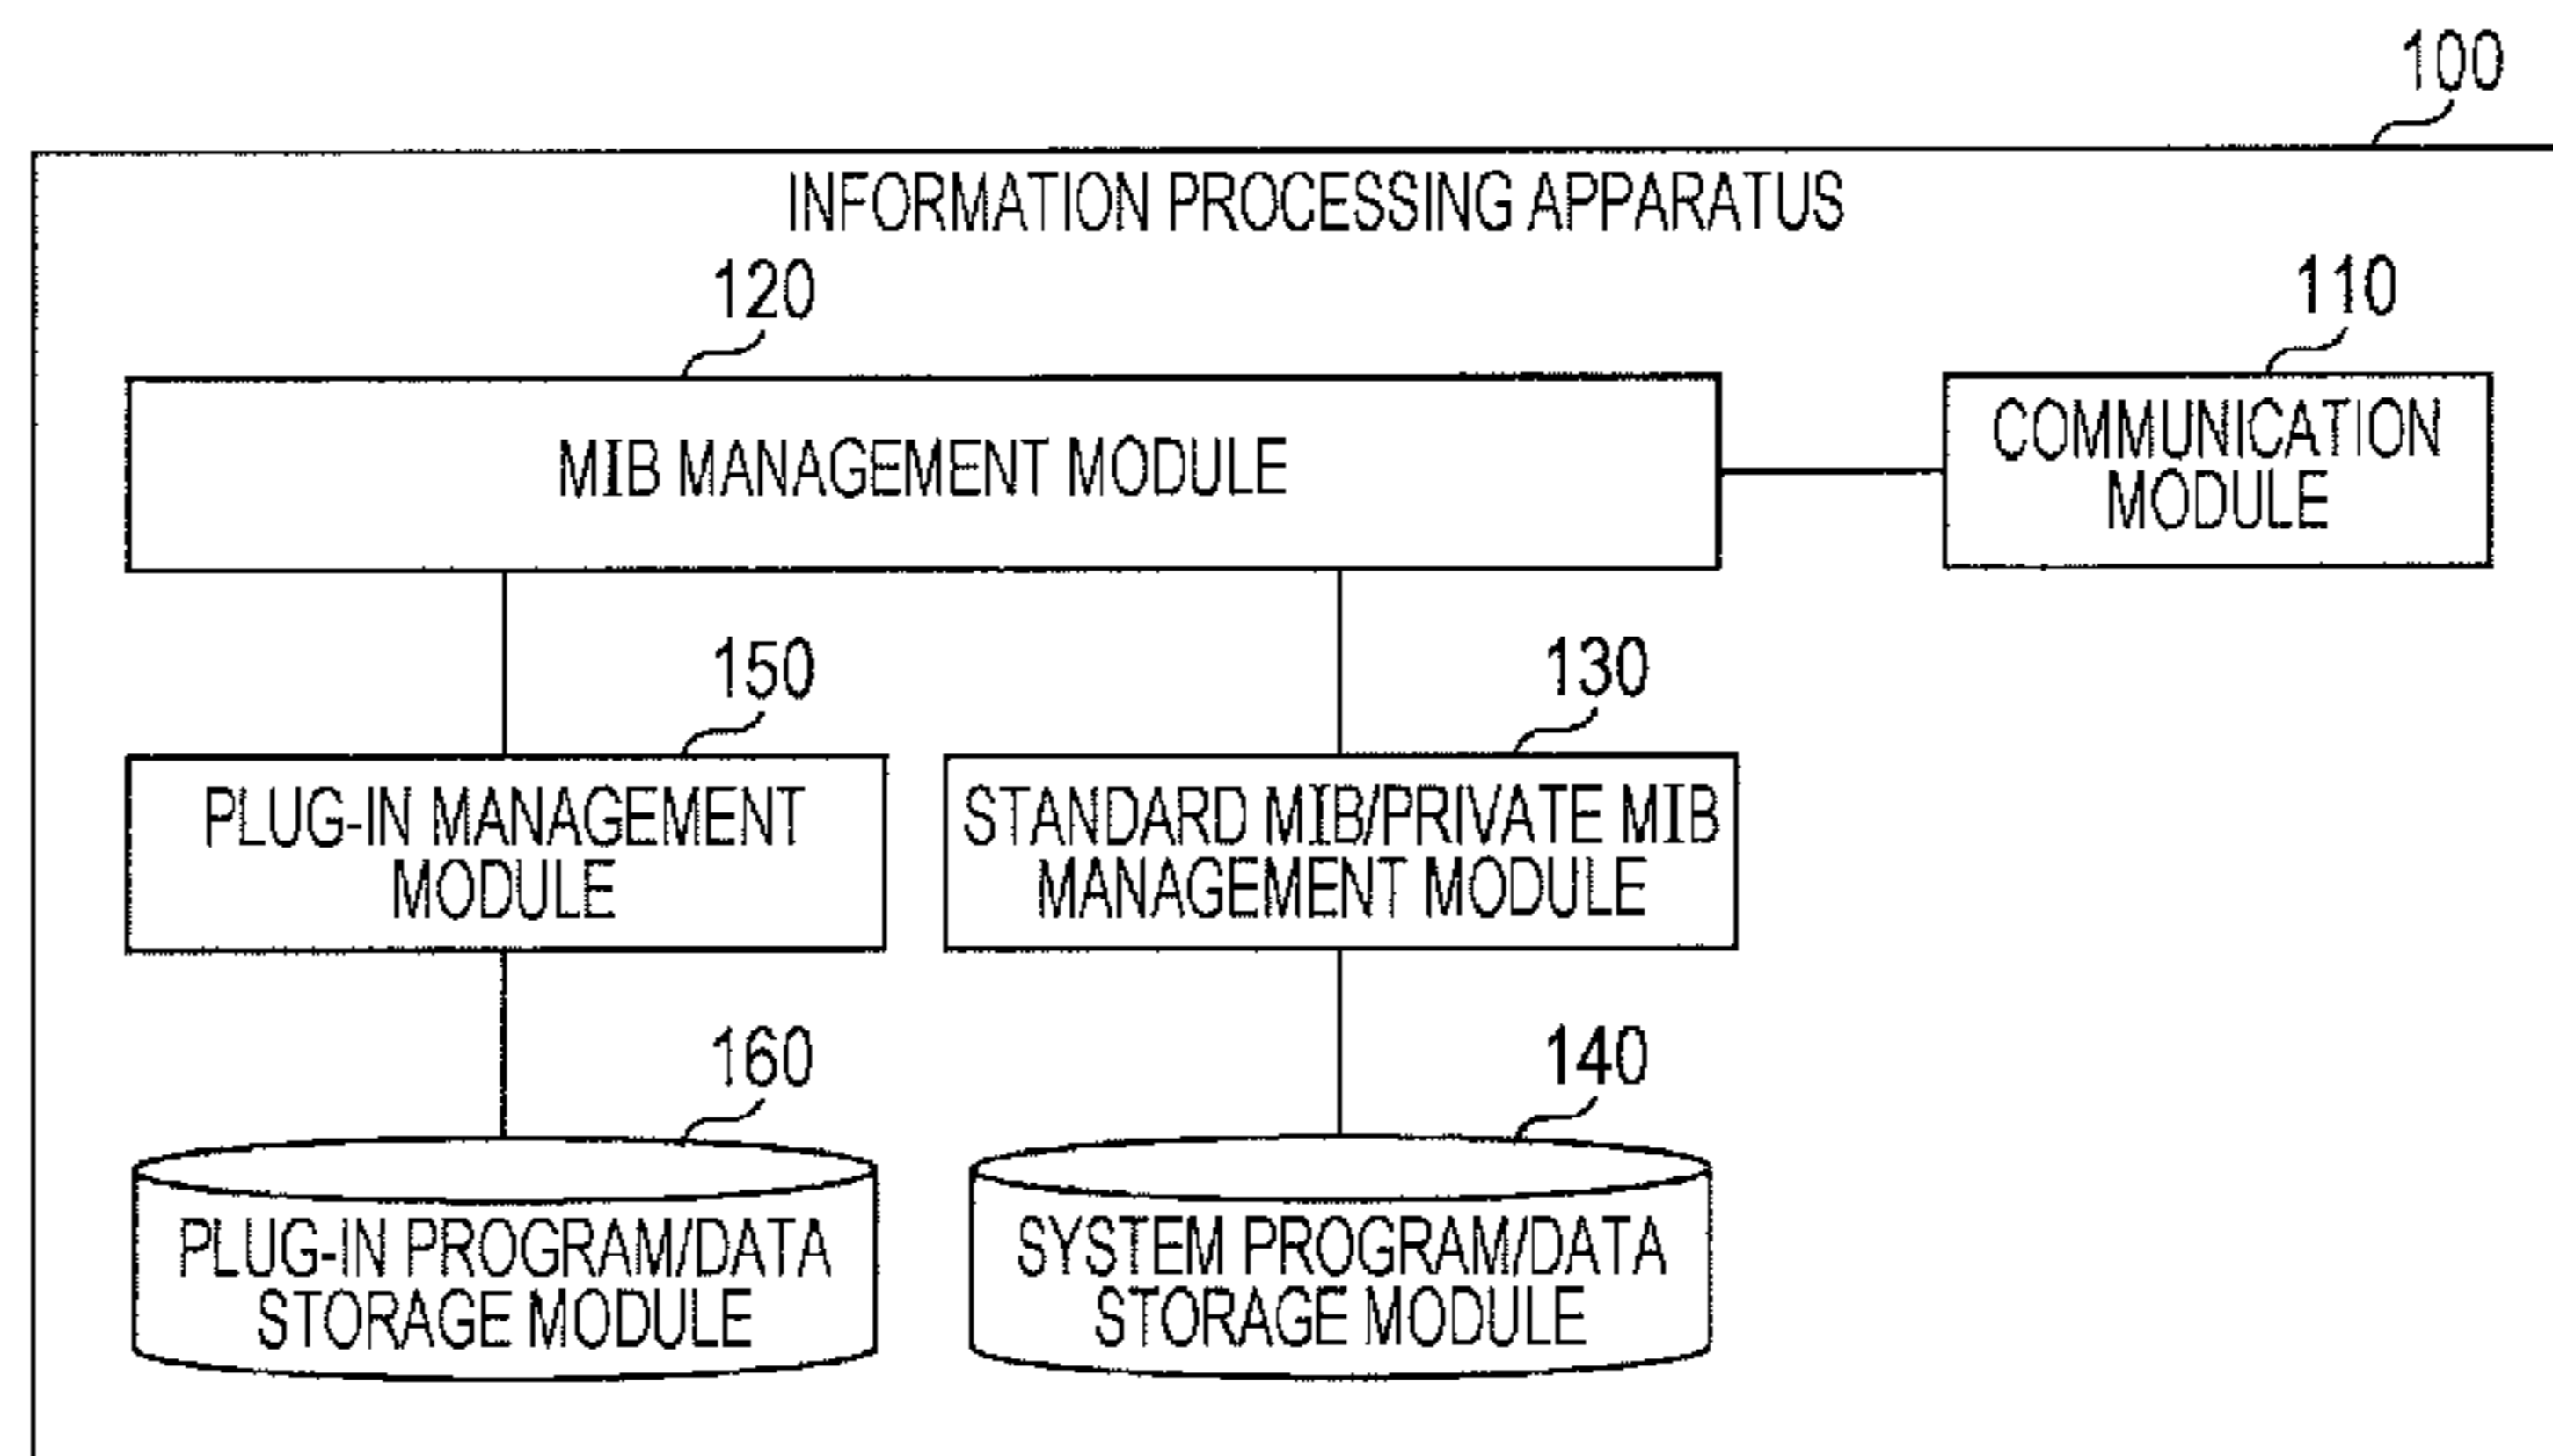 100
INFORMATION PROCESSING APPARATUS
120
110
MIB MANAGEMENT MODULE
COMMUNICATION
MODULE
150
130
PLUG-IN MANAGEMENT
MODULE
STANDARD MIB/PRIVATE MIB
MANAGEMENT MODULE
160
140
PLUG-IN PROGRAM/DATA
STORAGE MODULE
SYSTEM PROGRAM/DATA
STORAGE MODULE